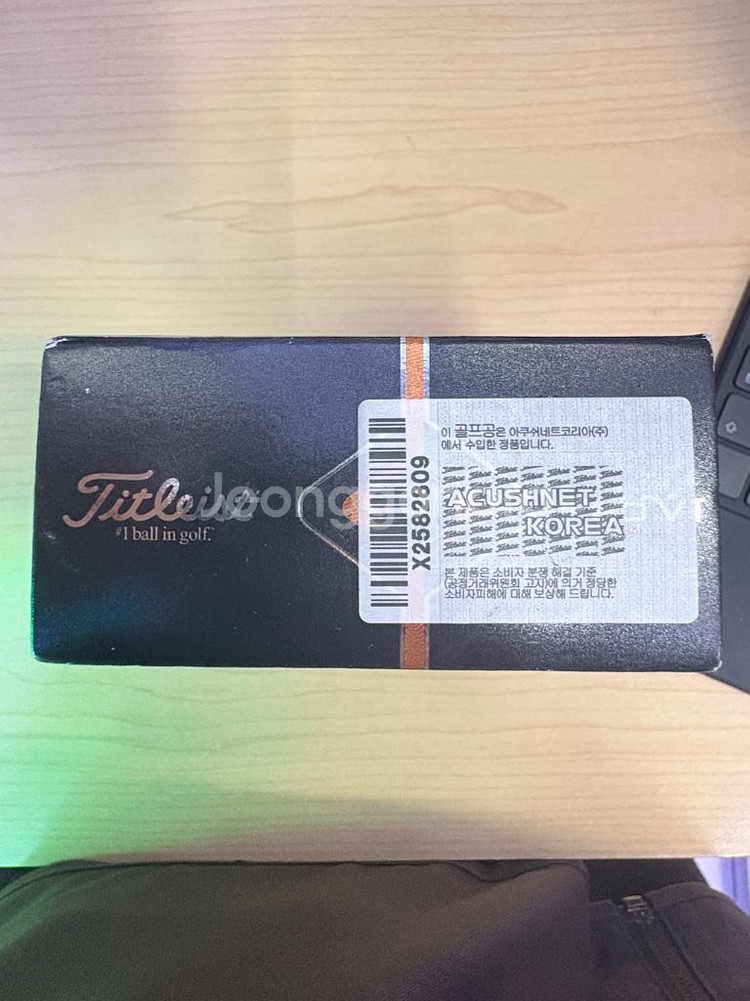 Titleist
#1 ball in golf.
이 골프공은 아쿠쉬네트코리아(주)
에서 수입한 정품입니다.
X2582809
ACUSHNET
KOREA
본 제품은 소비자 분쟁 해결 기준
(공정거래위원회 고지)에 의거 정당한
소비자피해에 대해 보상해 드립니다.